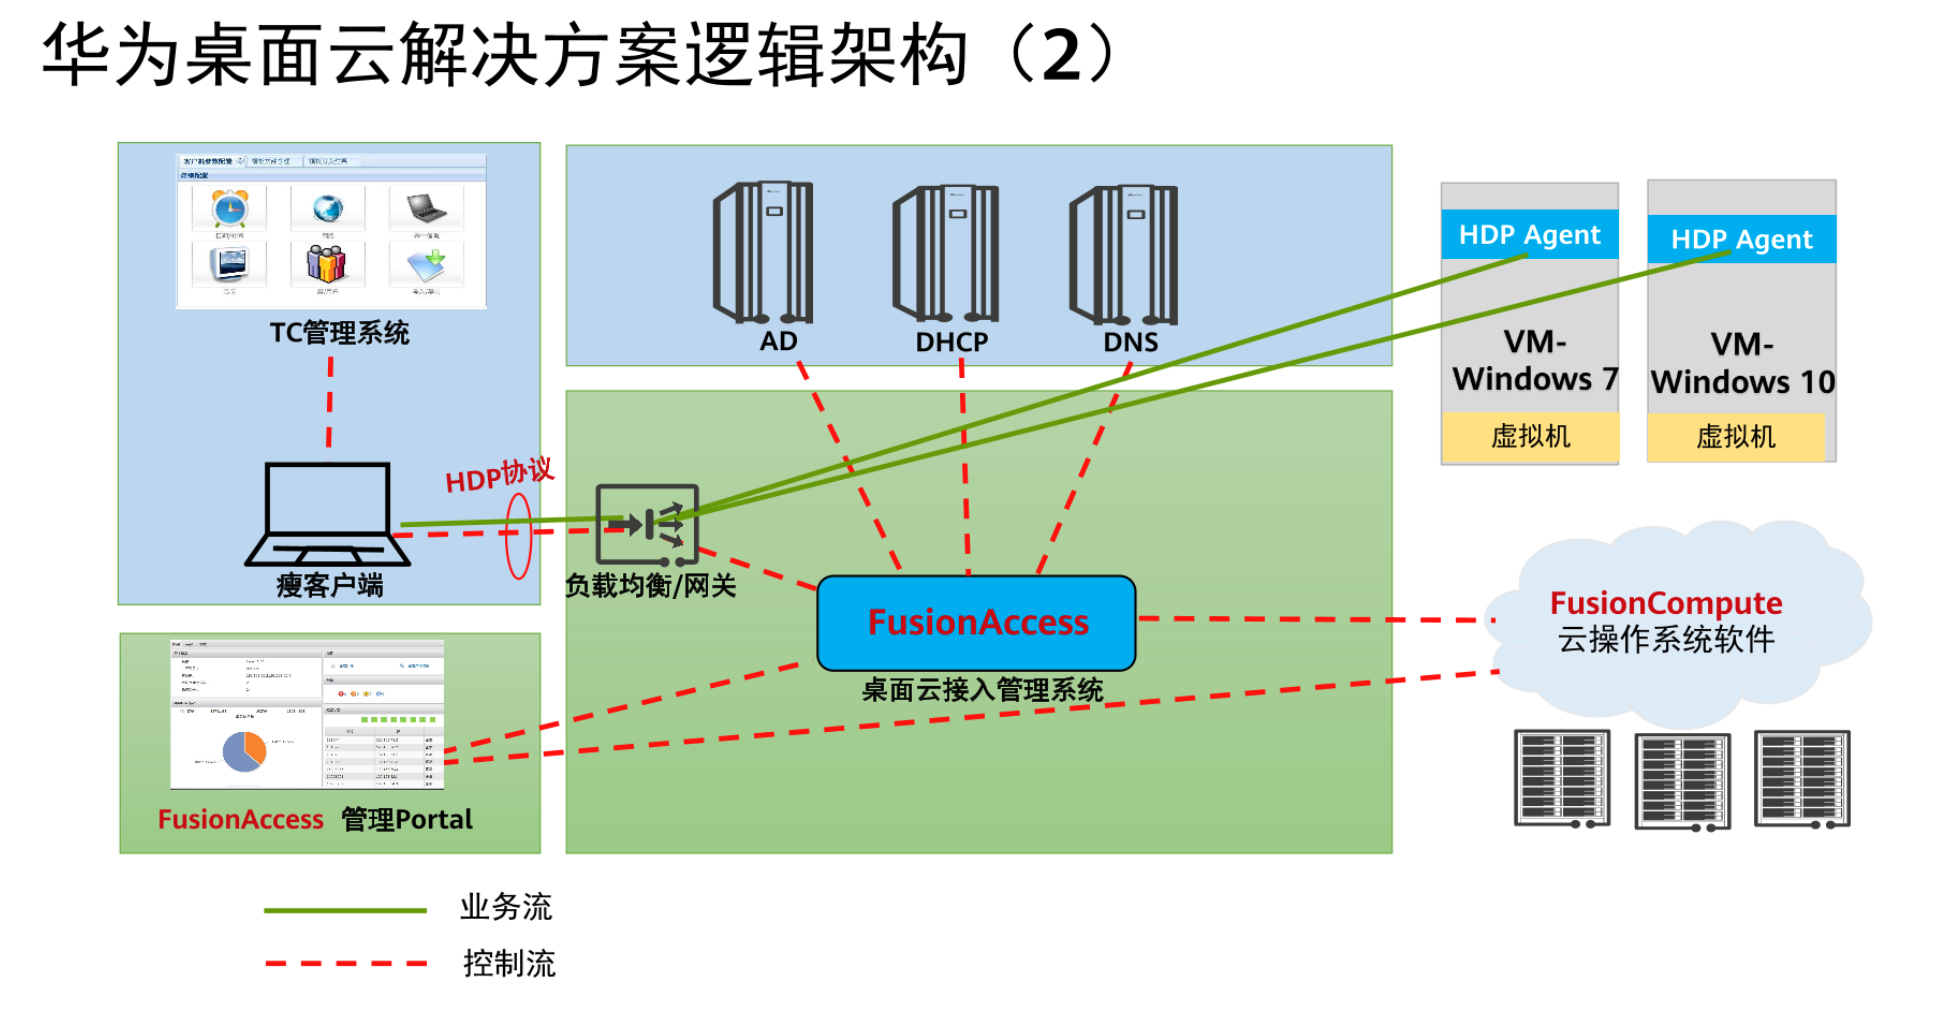 华为桌面云解决方案逻辑架构（2）
TC管理系统
AD
DHCP
DNS
HDP Agent
HDP Agent
VM-
Windows 7
VM-
Windows 10
虚拟机
虚拟机
HDP协议
瘦客户端
负载均衡/网关
FusionAccess
桌面云接入管理系统
FusionCompute
云操作系统软件
FusionAccess 管理Portal
业务流
控制流